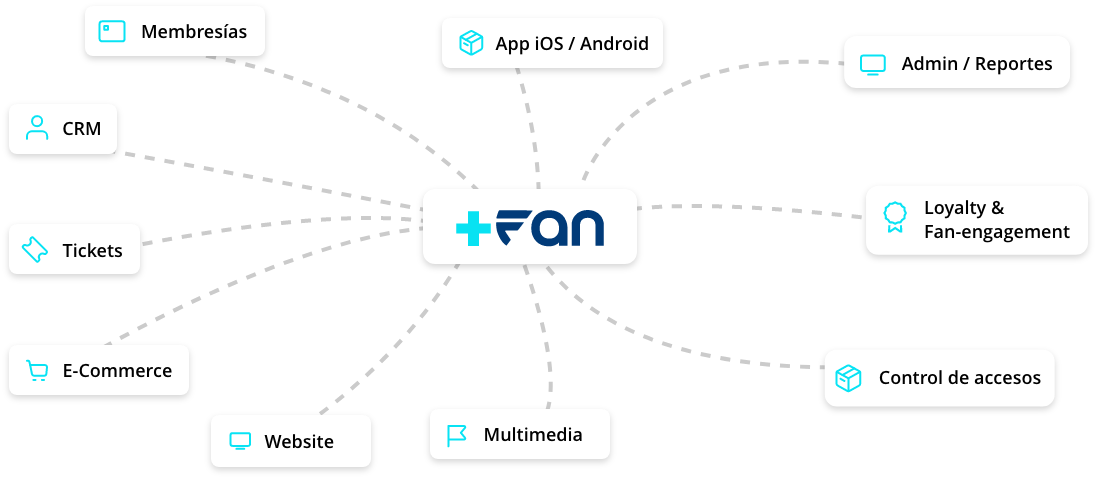 Membresías
App iOS / Android
Admin / Reportes
CRM
Loyalty &
Fan-engagement
+Fan
Tickets
E-Commerce
Control de accesos
Website
Multimedia